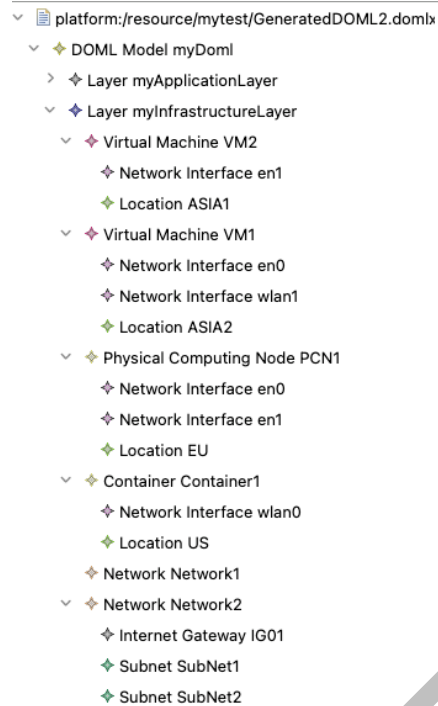 platform:/resource/mytest/GeneratedDOML2.domlx
DOML Model myDoml
Layer myApplicationLayer
Layer myInfrastructureLayer
Virtual Machine VM2
Network Interface en1
Location ASIA1
Virtual Machine VM1
Network Interface en0
Network Interface wlan1
Location ASIA2
Physical Computing Node PCN1
Network Interface en0
Network Interface en1
Location EU
Container Container1
Network Interface wlan0
Location US
Network Network1
Network Network2
Internet Gateway IG01
Subnet SubNet1
Subnet SubNet2